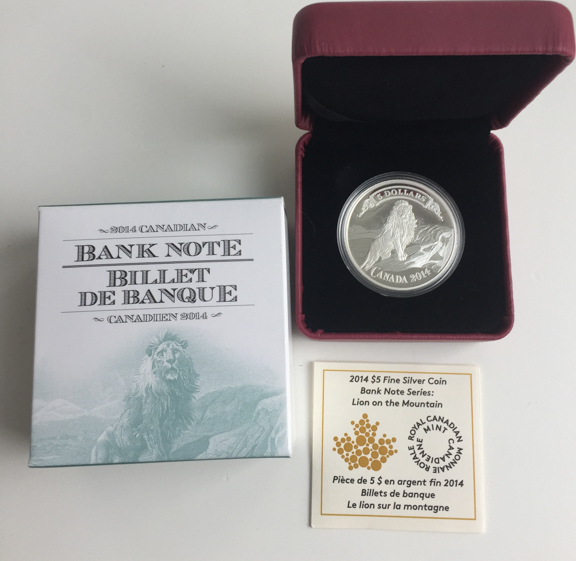 2014 CANADIAN
BANK NOTE
BILLET
DE BANQUE
CANADIEN 2014
5 DOLLARS
CANADA 2014
2014 $5 Fine Silver Coin
Bank Note Series:
Lion on the Mountain
ROYAL CANADIAN MINT
MONNAIE ROYALE CANADIENNE
Pièce de 5 $ en argent fin 2014
Billets de banque
Le lion sur la montagne